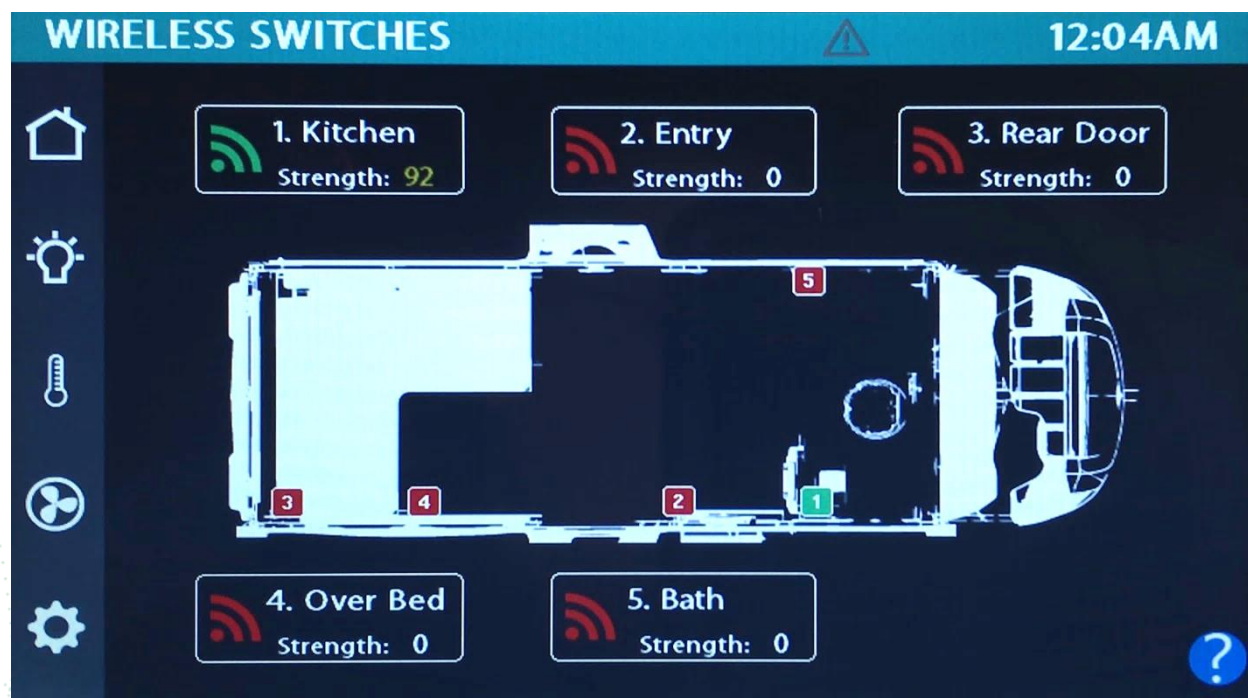 WIRELESS SWITCHES
12:04AM
1. Kitchen
Strength: 92
2. Entry
Strength: 0
3. Rear Door
Strength: 0
5
3
4
2
1
4. Over Bed
Strength: 0
5. Bath
Strength: 0
?